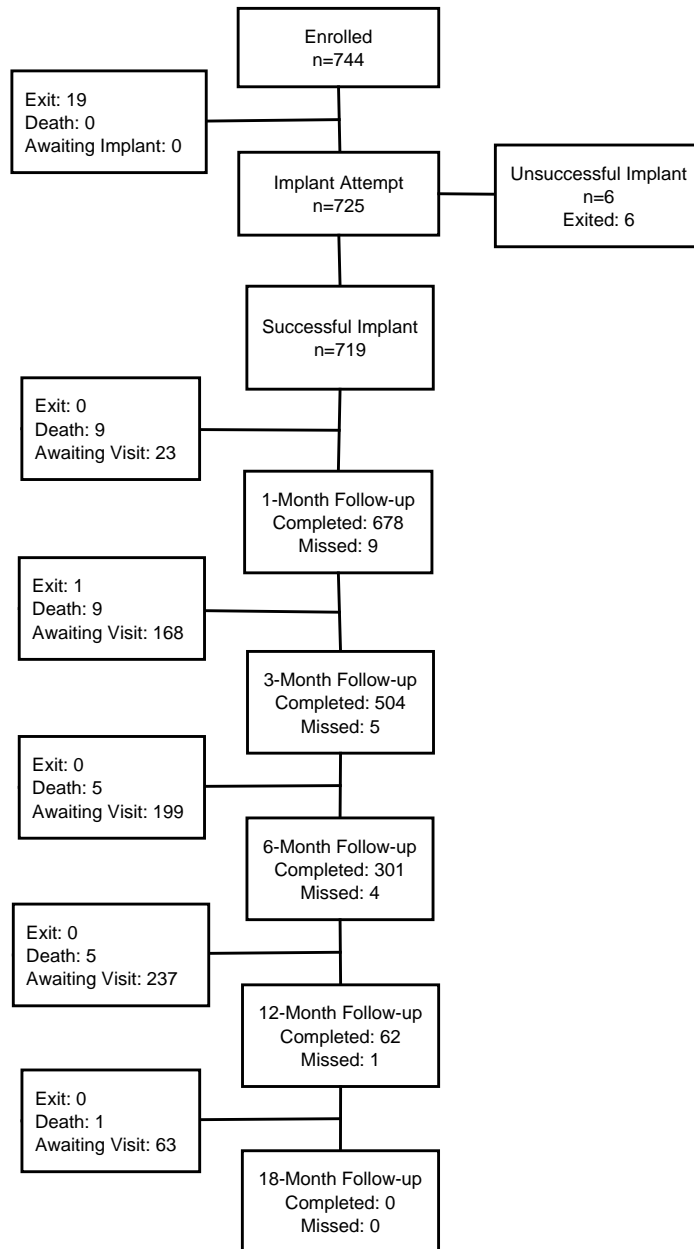 Enrolled
n=744
Exit: 19
Death: 0
Awaiting Implant: 0
Implant Attempt
n=725
Unsuccessful Implant
n=6
Exited: 6
Successful Implant
n=719
Exit: 0
Death: 9
Awaiting Visit: 23
1-Month Follow-up
Completed: 678
Missed: 9
Exit: 1
Death: 9
Awaiting Visit: 168
3-Month Follow-up
Completed: 504
Missed: 5
Exit: 0
Death: 5
Awaiting Visit: 199
6-Month Follow-up
Completed: 301
Missed: 4
Exit: 0
Death: 5
Awaiting Visit: 237
12-Month Follow-up
Completed: 62
Missed: 1
Exit: 0
Death: 1
Awaiting Visit: 63
18-Month Follow-up
Completed: 0
Missed: 0